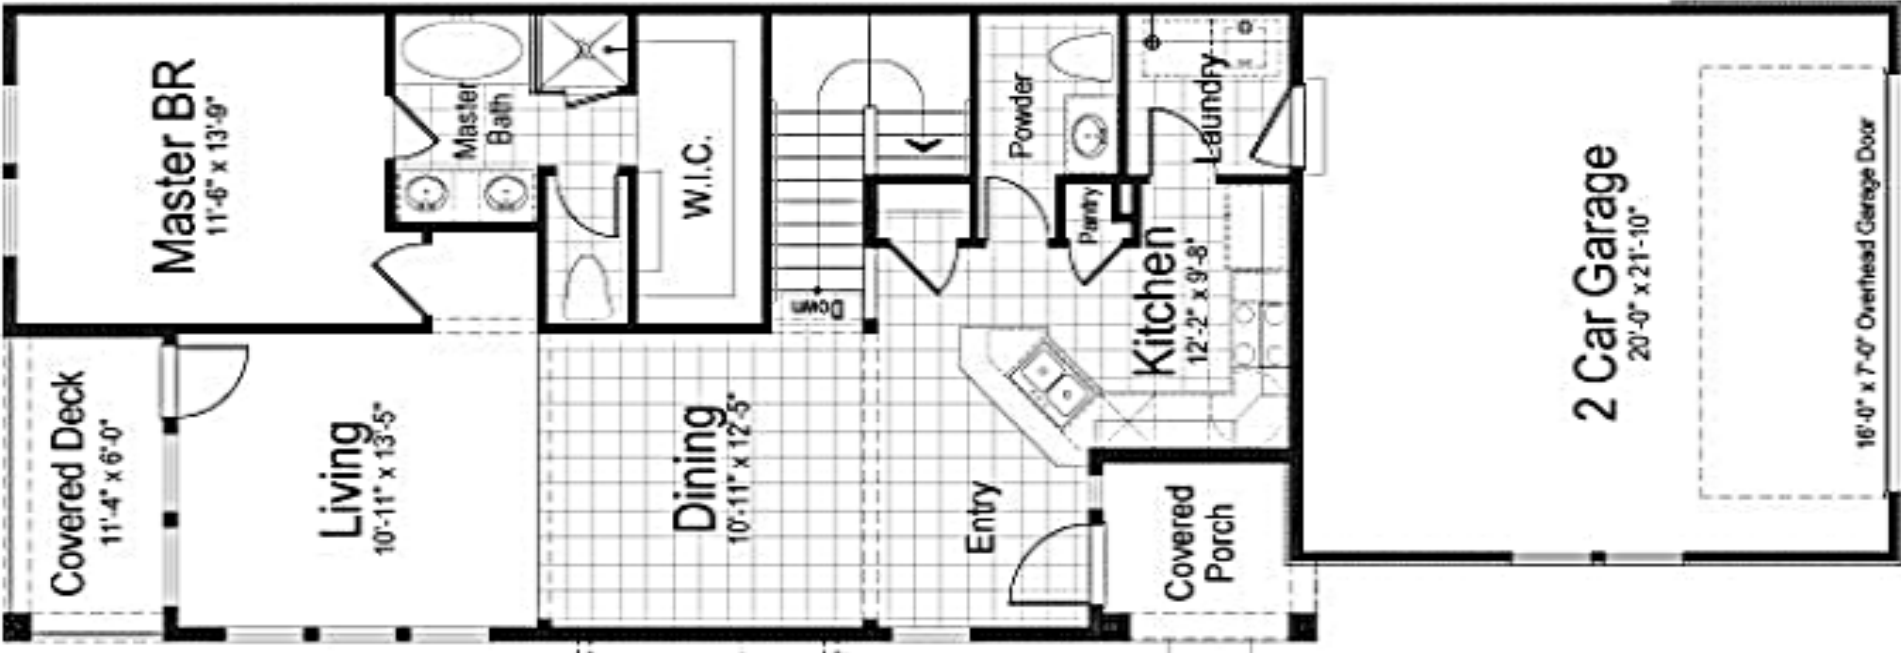 Master BR
11'-6" x 13'-9"
Master
Bath
W.I.C.
Down
Powder
Laundry
Pantry
Kitchen
12'-2" x 9'-8"
2 Car Garage
20'-0" x 21'-10"
16'-0" x 7'-0" Overhead Garage Door
Covered Deck
11'-4" x 6'-0"
Living
10'-11" x 13'-5"
Dining
10'-11" x 12'-5"
Entry
Covered
Porch